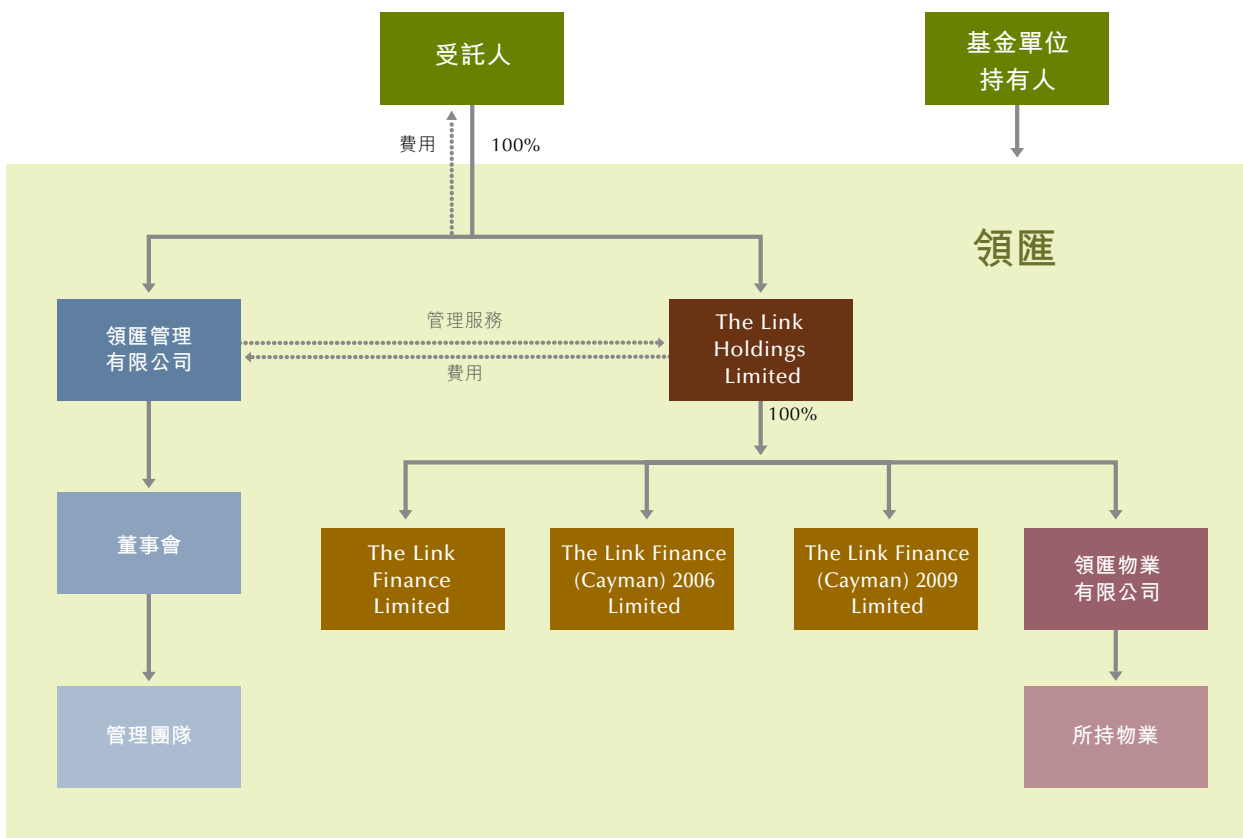 受託人
基金單位
持有人
費用
100%
領匯
領匯管理
有限公司
管理服務
費用
The Link
Holdings
Limited
100%
董事會
The Link
Finance
Limited
The Link Finance
(Cayman) 2006
Limited
The Link Finance
(Cayman) 2009
Limited
領匯物業
有限公司
管理團隊
所持物業